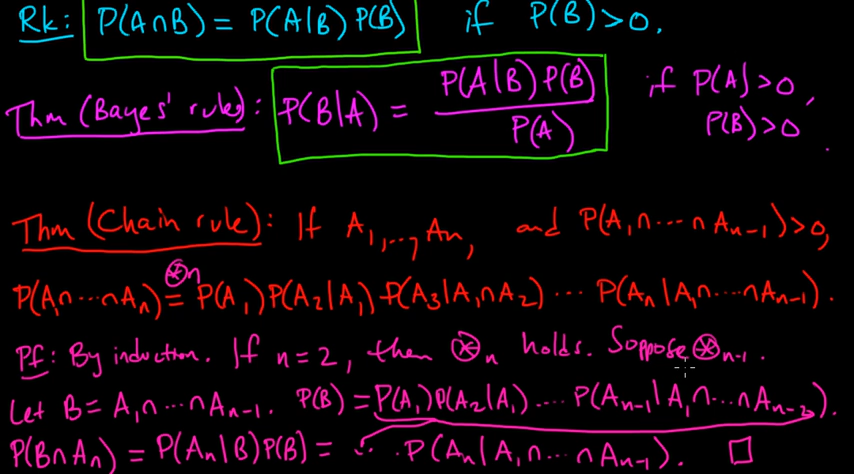 Rk: P(A∩B) = P(A|B) P(B) if P(B)>0.
Thm (Bayes' rule): P(B|A) = P(A|B) P(B) / P(A) if P(A)>0, P(B)>0.
Thm (Chain rule): If A₁,...,Aₙ, and P(A₁∩⋯∩Aₙ₋₁)>0,
P(A₁∩⋯∩Aₙ) =^⊛ₙ P(A₁)P(A₂|A₁)P(A₃|A₁∩A₂) ⋯ P(Aₙ|A₁∩⋯∩Aₙ₋₁).
Pf: By induction. If n=2, then ⊛ₙ holds. Suppose ⊛ₙ₋₁.
Let B = A₁∩⋯∩Aₙ₋₁. P(B) = P(A₁)P(A₂|A₁) ⋯ P(Aₙ₋₁|A₁∩⋯∩Aₙ₋₂).
P(B∩Aₙ) = P(Aₙ|B)P(B) = ⋯ P(Aₙ|A₁∩⋯∩Aₙ₋₁). □